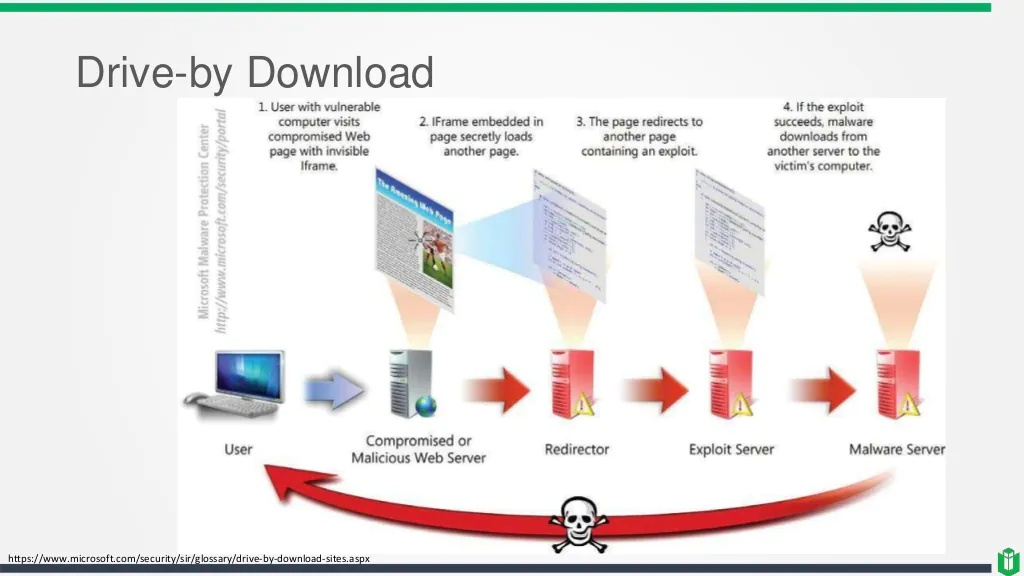 Drive-by Download
Microsoft Malware Protection Center
http://www.microsoft.com/security/portal
1. User with vulnerable
computer visits
compromised Web
page with invisible
Iframe.
2. IFrame embedded in
page secretly loads
another page.
3. The page redirects to
another page
containing an exploit.
4. If the exploit
succeeds, malware
downloads from
another server to the
victim's computer.
The Amazing Web Page
User
Compromised or
Malicious Web Server
Redirector
Exploit Server
Malware Server
https://www.microsoft.com/security/sir/glossary/drive-by-download-sites.aspx